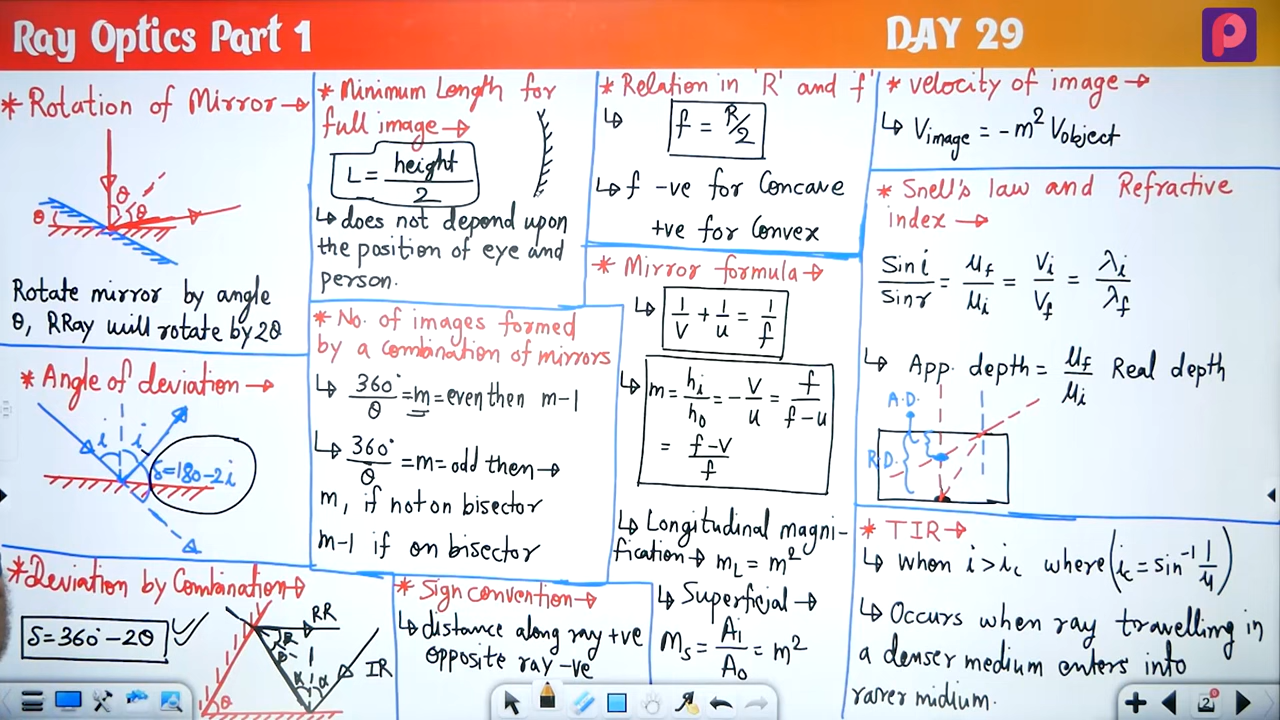 Ray Optics Part 1
DAY 29
* Rotation of Mirror →
θ
θ
θ
Rotate mirror by angle
θ, RRay will rotate by 2θ
* Angle of deviation →
i i
δ=180-2i
* Deviation by Combination →
δ=360-2θ
RR
IR
β
β
α α
θ
* Minimum Length for
full image →
L = height/2
↳ does not depend upon
the position of eye and
person.
* No. of images formed
by a combination of mirrors
↳ 360°/θ = m = even then m-1
↳ 360°/θ = m = odd then →
m, if not on bisector
m-1 if on bisector
* Sign convention →
↳ distance along ray +ve
opposite ray -ve
* Relation in 'R' and f'
↳ f = R/2
↳ f -ve for Concave
+ve for Convex
* Mirror formula →
↳ 1/v + 1/u = 1/f
↳ m = hi/ho = -v/u = f/f-u
= f-v/f
↳ Longitudinal magni-
fication → mL = m²
↳ Superficial →
ms = Ai/Ao = m²
* velocity of image →
↳ Vimage = -m² Vobject
* Snell's law and Refractive
index →
Sin i/sin r = μf/μi = Vi/Vf = λi/λf
↳ App. depth = μf/μi Real depth
A.D.
R.D.
* TIR →
↳ When i > ic where (ic = sin⁻¹ 1/μ)
↳ Occurs when ray travelling in
a denser medium enters into
rarer midium.
2